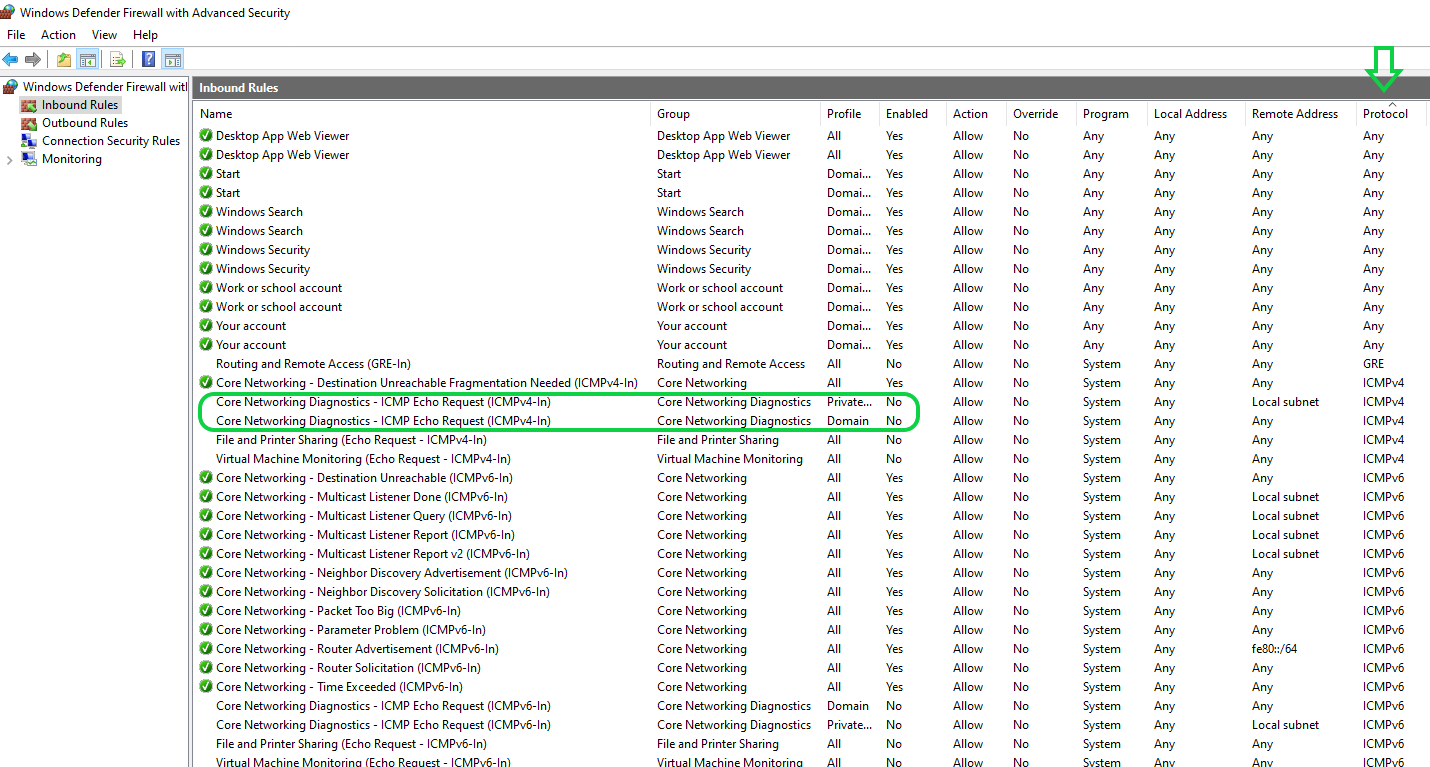 Windows Defender Firewall with Advanced Security
File Action View Help
Windows Defender Firewall with
Inbound Rules
Outbound Rules
Connection Security Rules
Monitoring
Inbound Rules
Name Group Profile Enabled Action Override Program Local Address Remote Address Protocol
Desktop App Web Viewer Desktop App Web Viewer All Yes Allow No Any Any Any Any
Desktop App Web Viewer Desktop App Web Viewer All Yes Allow No Any Any Any Any
Start Start Domai... Yes Allow No Any Any Any Any
Start Start Domai... Yes Allow No Any Any Any Any
Windows Search Windows Search Domai... Yes Allow No Any Any Any Any
Windows Search Windows Search Domai... Yes Allow No Any Any Any Any
Windows Security Windows Security Domai... Yes Allow No Any Any Any Any
Windows Security Windows Security Domai... Yes Allow No Any Any Any Any
Work or school account Work or school account Domai... Yes Allow No Any Any Any Any
Work or school account Work or school account Domai... Yes Allow No Any Any Any Any
Your account Your account Domai... Yes Allow No Any Any Any Any
Your account Your account Domai... Yes Allow No Any Any Any Any
Routing and Remote Access (GRE-In) Routing and Remote Access All No Allow No System Any Any GRE
Core Networking - Destination Unreachable Fragmentation Needed (ICMPv4-In) Core Networking All Yes Allow No System Any Any ICMPv4
Core Networking Diagnostics - ICMP Echo Request (ICMPv4-In) Core Networking Diagnostics Private... No Allow No System Any Local subnet ICMPv4
Core Networking Diagnostics - ICMP Echo Request (ICMPv4-In) Core Networking Diagnostics Domain No Allow No System Any Any ICMPv4
File and Printer Sharing (Echo Request - ICMPv4-In) File and Printer Sharing All No Allow No System Any Any ICMPv4
Virtual Machine Monitoring (Echo Request - ICMPv4-In) Virtual Machine Monitoring All No Allow No System Any Any ICMPv4
Core Networking - Destination Unreachable (ICMPv6-In) Core Networking All Yes Allow No System Any Any ICMPv6
Core Networking - Multicast Listener Done (ICMPv6-In) Core Networking All Yes Allow No System Any Local subnet ICMPv6
Core Networking - Multicast Listener Query (ICMPv6-In) Core Networking All Yes Allow No System Any Local subnet ICMPv6
Core Networking - Multicast Listener Report (ICMPv6-In) Core Networking All Yes Allow No System Any Local subnet ICMPv6
Core Networking - Multicast Listener Report v2 (ICMPv6-In) Core Networking All Yes Allow No System Any Local subnet ICMPv6
Core Networking - Neighbor Discovery Advertisement (ICMPv6-In) Core Networking All Yes Allow No System Any Any ICMPv6
Core Networking - Neighbor Discovery Solicitation (ICMPv6-In) Core Networking All Yes Allow No System Any Any ICMPv6
Core Networking - Packet Too Big (ICMPv6-In) Core Networking All Yes Allow No System Any Any ICMPv6
Core Networking - Parameter Problem (ICMPv6-In) Core Networking All Yes Allow No System Any Any ICMPv6
Core Networking - Router Advertisement (ICMPv6-In) Core Networking All Yes Allow No System Any fe80::/64 ICMPv6
Core Networking - Router Solicitation (ICMPv6-In) Core Networking All Yes Allow No System Any Any ICMPv6
Core Networking - Time Exceeded (ICMPv6-In) Core Networking All Yes Allow No System Any Any ICMPv6
Core Networking Diagnostics - ICMP Echo Request (ICMPv6-In) Core Networking Diagnostics Domain No Allow No System Any Any ICMPv6
Core Networking Diagnostics - ICMP Echo Request (ICMPv6-In) Core Networking Diagnostics Private... No Allow No System Any Local subnet ICMPv6
File and Printer Sharing (Echo Request - ICMPv6-In) File and Printer Sharing All No Allow No System Any Any ICMPv6
Virtual Machine Monitoring (Echo Request - ICMPv6-In) Virtual Machine Monitoring All No Allow No System Any Any ICMPv6